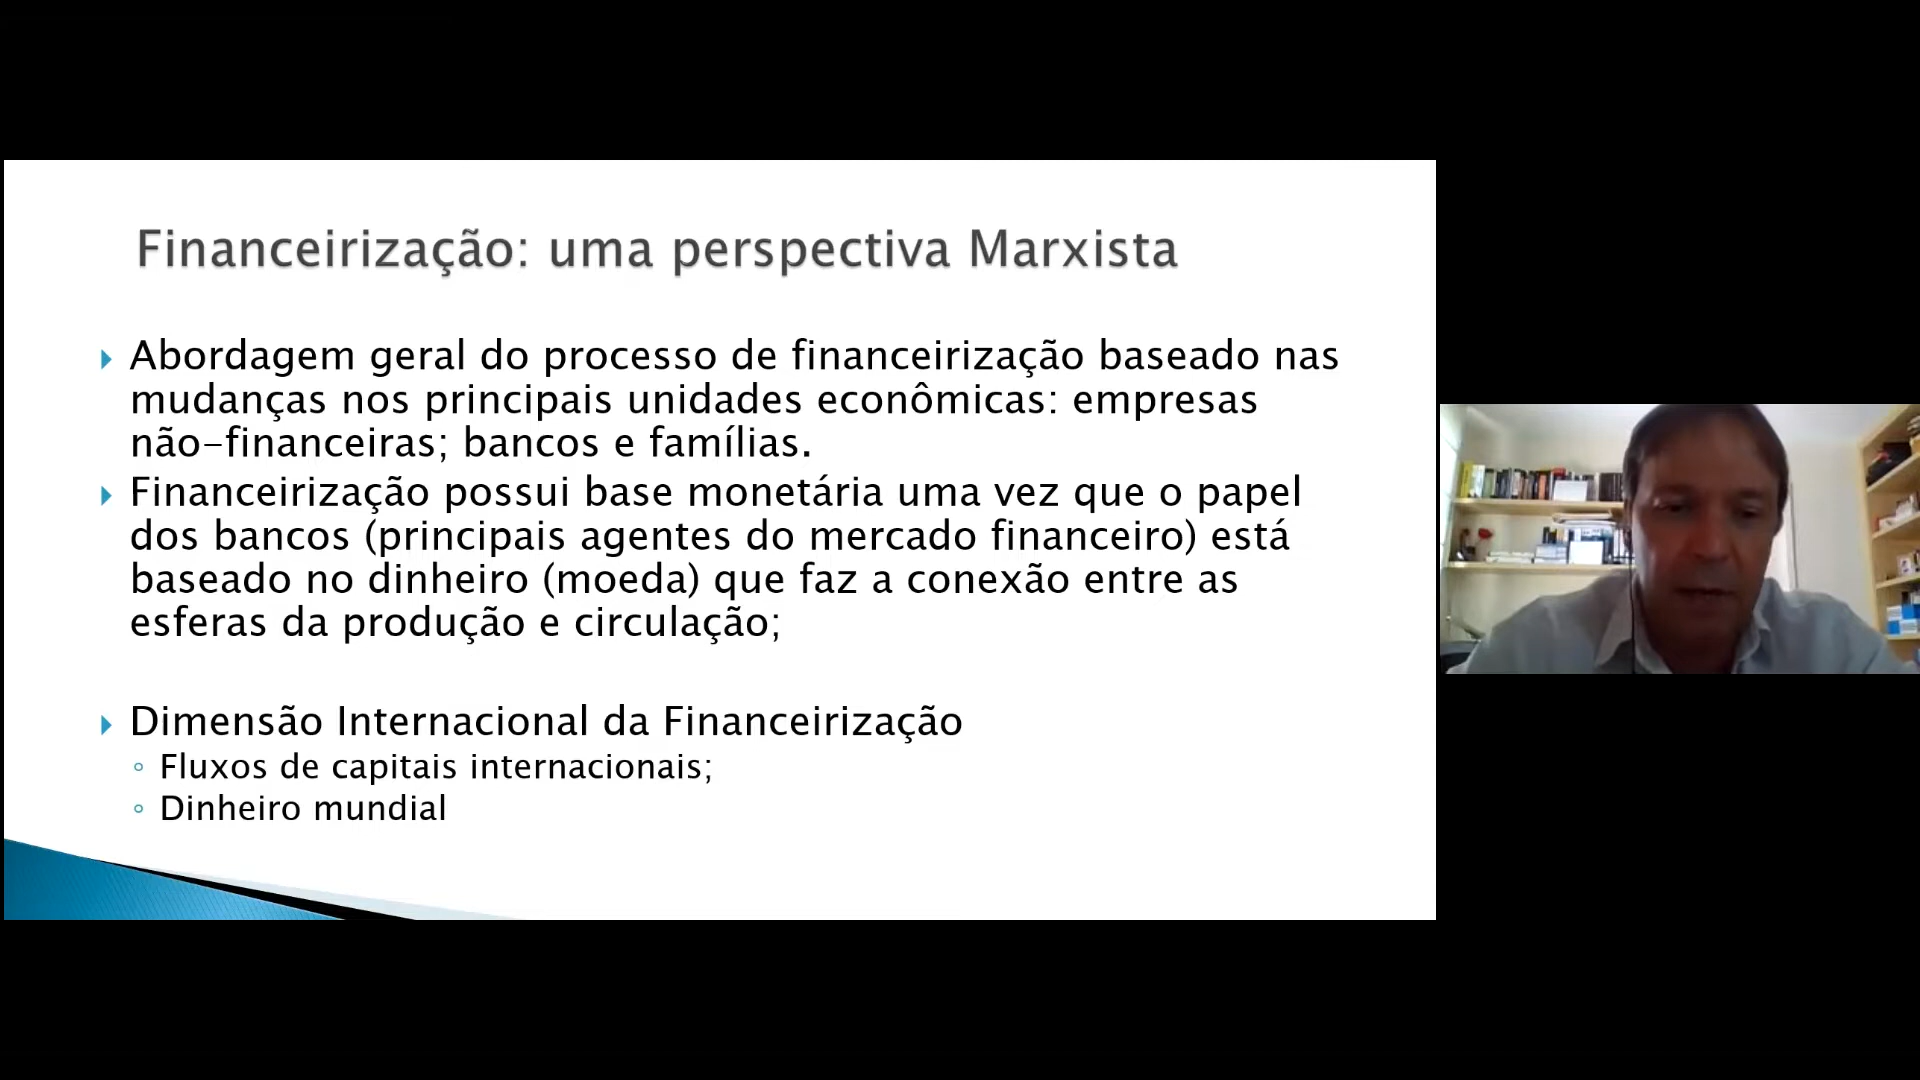 Financeirização: uma perspectiva Marxista
Abordagem geral do processo de financeirização baseado nas
mudanças nos principais unidades econômicas: empresas
não-financeiras; bancos e famílias.
Financeirização possui base monetária uma vez que o papel
dos bancos (principais agentes do mercado financeiro) está
baseado no dinheiro (moeda) que faz a conexão entre as
esferas da produção e circulação;
Dimensão Internacional da Financeirização
Fluxos de capitais internacionais;
Dinheiro mundial